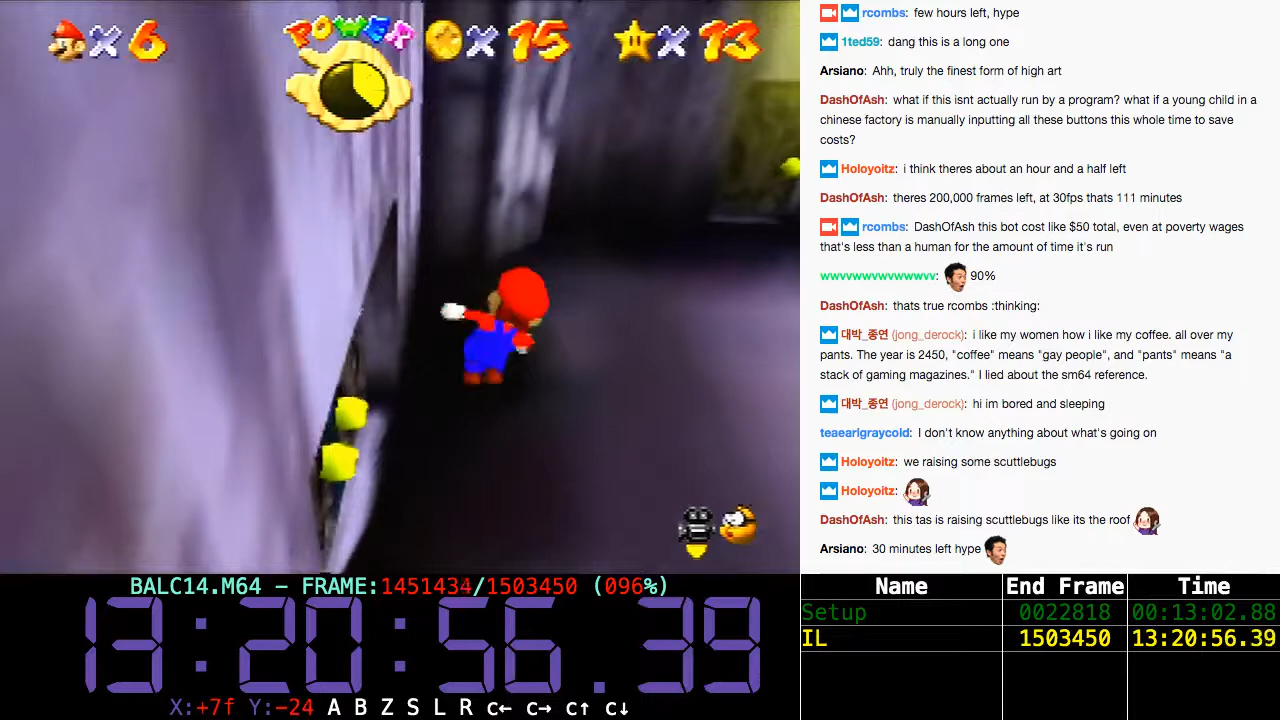 x 6
POWER
x 15
x 13
rcombs: few hours left, hype
1ted59: dang this is a long one
Arsiano: Ahh, truly the finest form of high art
DashOfAsh: what if this isnt actually run by a program? what if a young child in a
chinese factory is manually inputting all these buttons this whole time to save
costs?
Holoyoitz: i think theres about an hour and a half left
DashOfAsh: theres 200,000 frames left, at 30fps thats 111 minutes
rcombs: DashOfAsh this bot cost like $50 total, even at poverty wages
that's less than a human for the amount of time it's run
wwvwwvwvwwvwvv: 90%
DashOfAsh: thats true rcombs :thinking:
대박_종연 (jong_derock): i like my women how i like my coffee. all over my
pants. The year is 2450, "coffee" means "gay people", and "pants" means "a
stack of gaming magazines." I lied about the sm64 reference.
대박_종연 (jong_derock): hi im bored and sleeping
teaearlgraycold: I don't know anything about what's going on
Holoyoitz: we raising some scuttlebugs
Holoyoitz:
DashOfAsh: this tas is raising scuttlebugs like its the roof
Arsiano: 30 minutes left hype
BALC14.M64 – FRAME:1451434/1503450 (096%)
13:20:56.39
X:+7f Y:-24 A B Z S L R c← c→ c↑ c↓
Name End Frame Time
Setup 0022818 00:13:02.88
IL 1503450 13:20:56.39